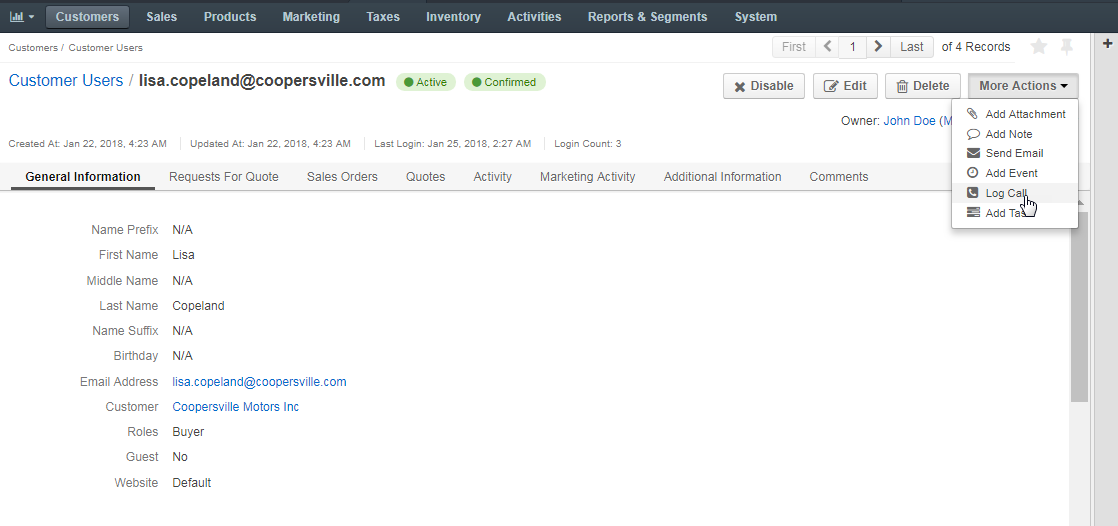 Customers Sales Products Marketing Taxes Inventory Activities Reports & Segments System
Customers / Customer Users
First 1 Last of 4 Records
Customer Users / lisa.copeland@coopersville.com Active Confirmed
Disable Edit Delete More Actions
Owner: John Doe (M
Add Attachment
Add Note
Send Email
Add Event
Log Call
Add Task
Created At: Jan 22, 2018, 4:23 AM Updated At: Jan 22, 2018, 4:23 AM Last Login: Jan 25, 2018, 2:27 AM Login Count: 3
General Information Requests For Quote Sales Orders Quotes Activity Marketing Activity Additional Information Comments
Name Prefix N/A
First Name Lisa
Middle Name N/A
Last Name Copeland
Name Suffix N/A
Birthday N/A
Email Address lisa.copeland@coopersville.com
Customer Coopersville Motors Inc
Roles Buyer
Guest No
Website Default